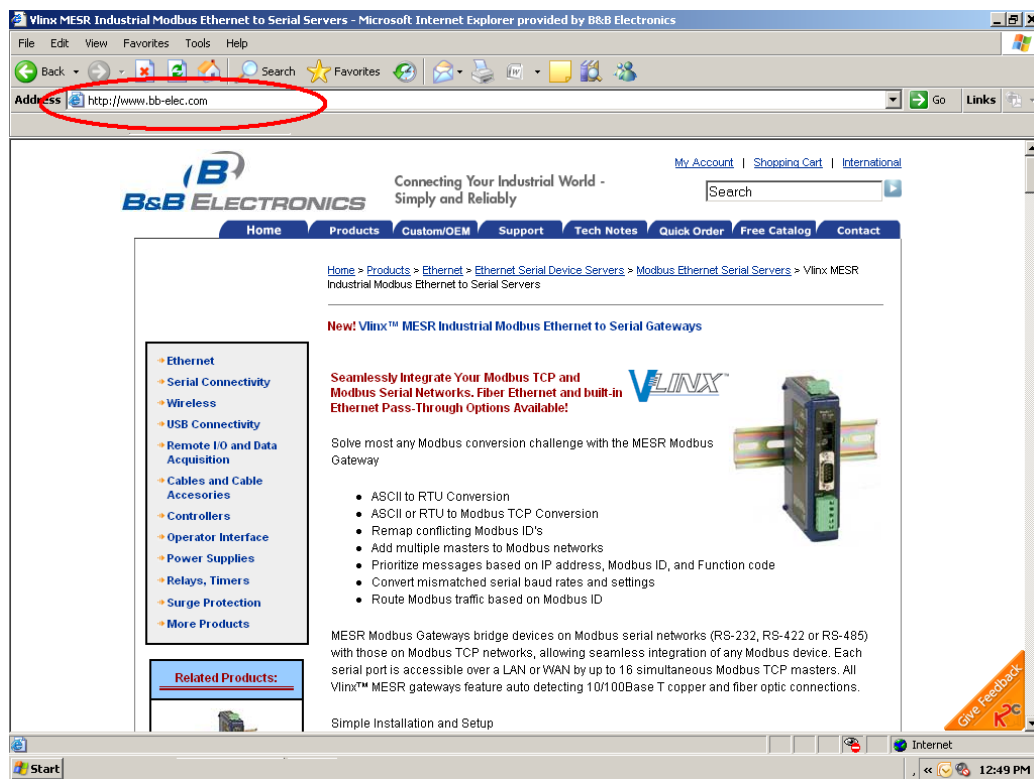 Vlinx MESR Industrial Modbus Ethernet to Serial Servers - Microsoft Internet Explorer provided by B&B Electronics
File Edit View Favorites Tools Help
Back Search Favorites
Address http://www.bb-elec.com Go Links
My Account | Shopping Cart | International
B
B&B ELECTRONICS
Connecting Your Industrial World -
Simply and Reliably
Search
Home Products Custom/OEM Support Tech Notes Quick Order Free Catalog Contact
Home > Products > Ethernet > Ethernet Serial Device Servers > Modbus Ethernet Serial Servers > Vlinx MESR
Industrial Modbus Ethernet to Serial Servers
New! Vlinx™ MESR Industrial Modbus Ethernet to Serial Gateways
Ethernet
Serial Connectivity
Wireless
USB Connectivity
Remote I/O and Data
Acquisition
Cables and Cable
Accesories
Controllers
Operator Interface
Power Supplies
Relays, Timers
Surge Protection
More Products
Related Products:
Seamlessly Integrate Your Modbus TCP and
Modbus Serial Networks. Fiber Ethernet and built-in
Ethernet Pass-Through Options Available!
VLINX™
Solve most any Modbus conversion challenge with the MESR Modbus
Gateway
• ASCII to RTU Conversion
• ASCII or RTU to Modbus TCP Conversion
• Remap conflicting Modbus ID's
• Add multiple masters to Modbus networks
• Prioritize messages based on IP address, Modbus ID, and Function code
• Convert mismatched serial baud rates and settings
• Route Modbus traffic based on Modbus ID
MESR Modbus Gateways bridge devices on Modbus serial networks (RS-232, RS-422 or RS-485)
with those on Modbus TCP networks, allowing seamless integration of any Modbus device. Each
serial port is accessible over a LAN or WAN by up to 16 simultaneous Modbus TCP masters. All
Vlinx™ MESR gateways feature auto detecting 10/100Base T copper and fiber optic connections.
Simple Installation and Setup
Give Feedback
Internet
Start
12:49 PM